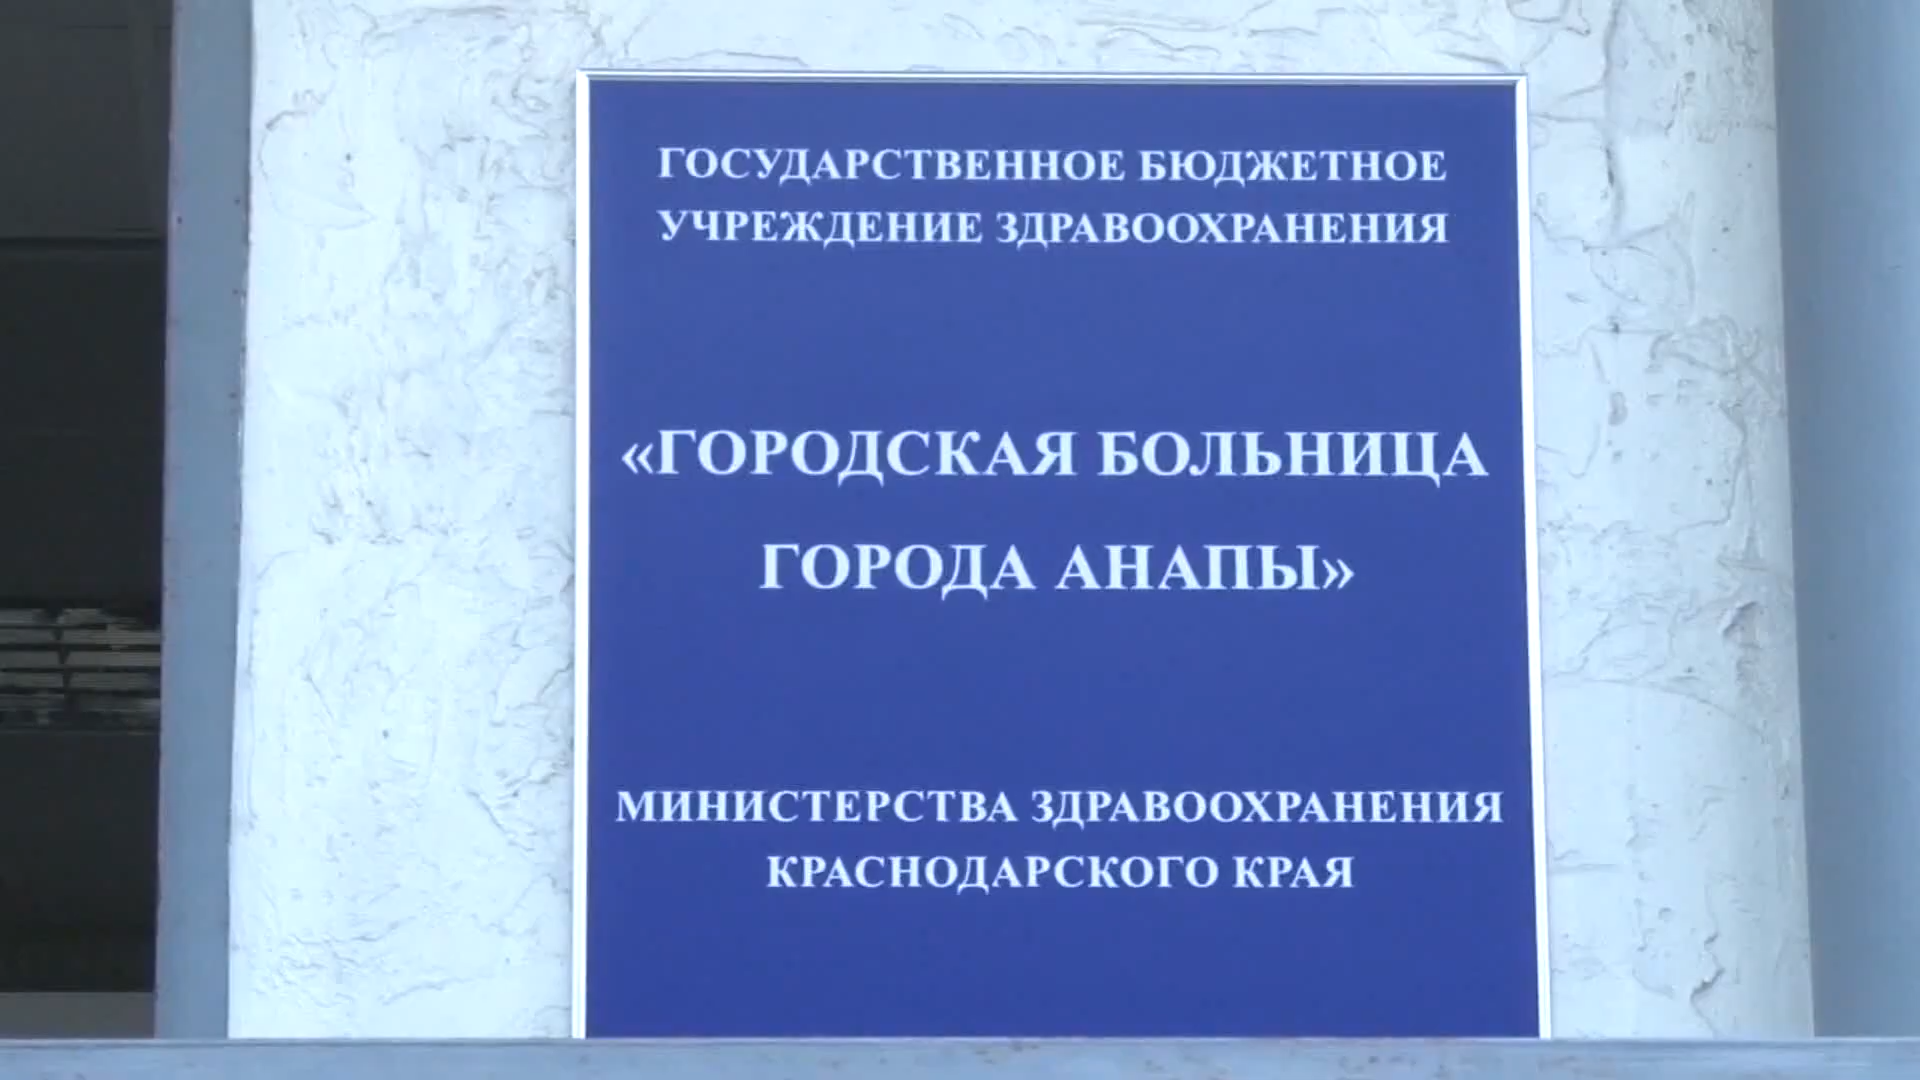 ГОСУДАРСТВЕННОЕ БЮДЖЕТНОЕ
УЧРЕЖДЕНИЕ ЗДРАВООХРАНЕНИЯ
«ГОРОДСКАЯ БОЛЬНИЦА
ГОРОДА АНАПЫ»
МИНИСТЕРСТВА ЗДРАВООХРАНЕНИЯ
КРАСНОДАРСКОГО КРАЯ